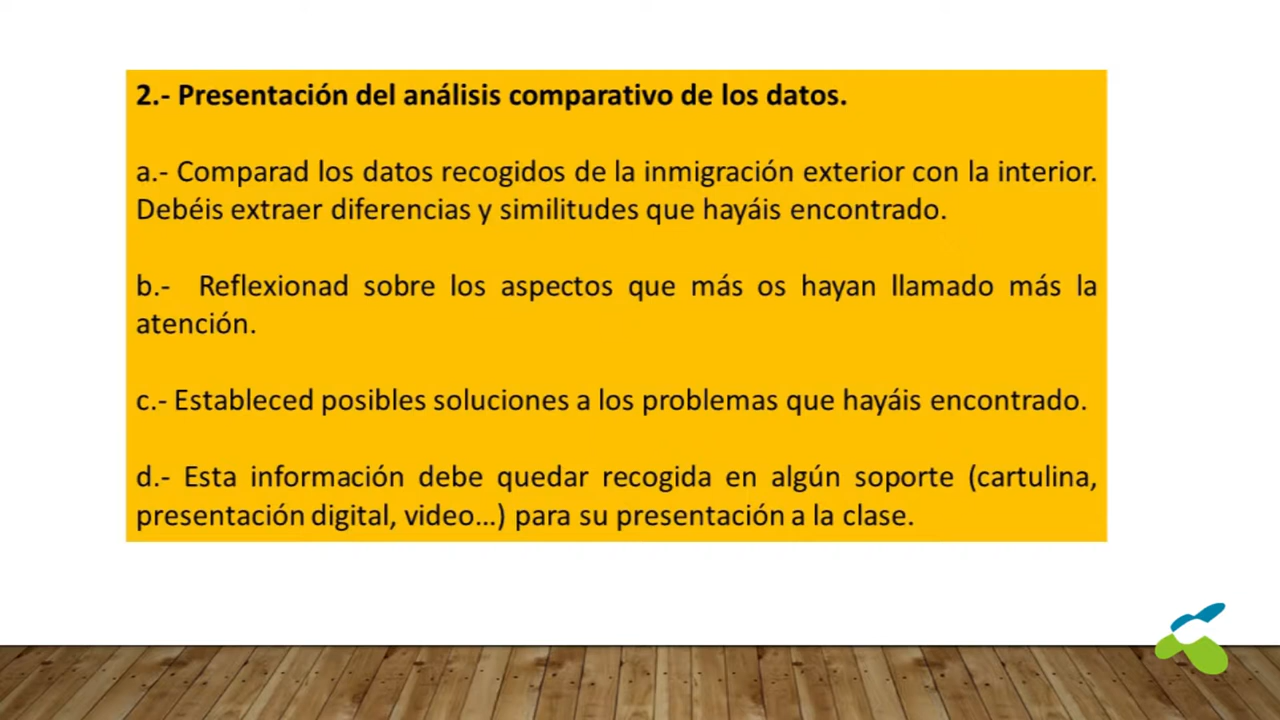 2.- Presentación del análisis comparativo de los datos.
a.- Comparad los datos recogidos de la inmigración exterior con la interior.
Debéis extraer diferencias y similitudes que hayáis encontrado.
b.- Reflexionad sobre los aspectos que más os hayan llamado más la
atención.
c.- Estableced posibles soluciones a los problemas que hayáis encontrado.
d.- Esta información debe quedar recogida en algún soporte (cartulina,
presentación digital, video...) para su presentación a la clase.